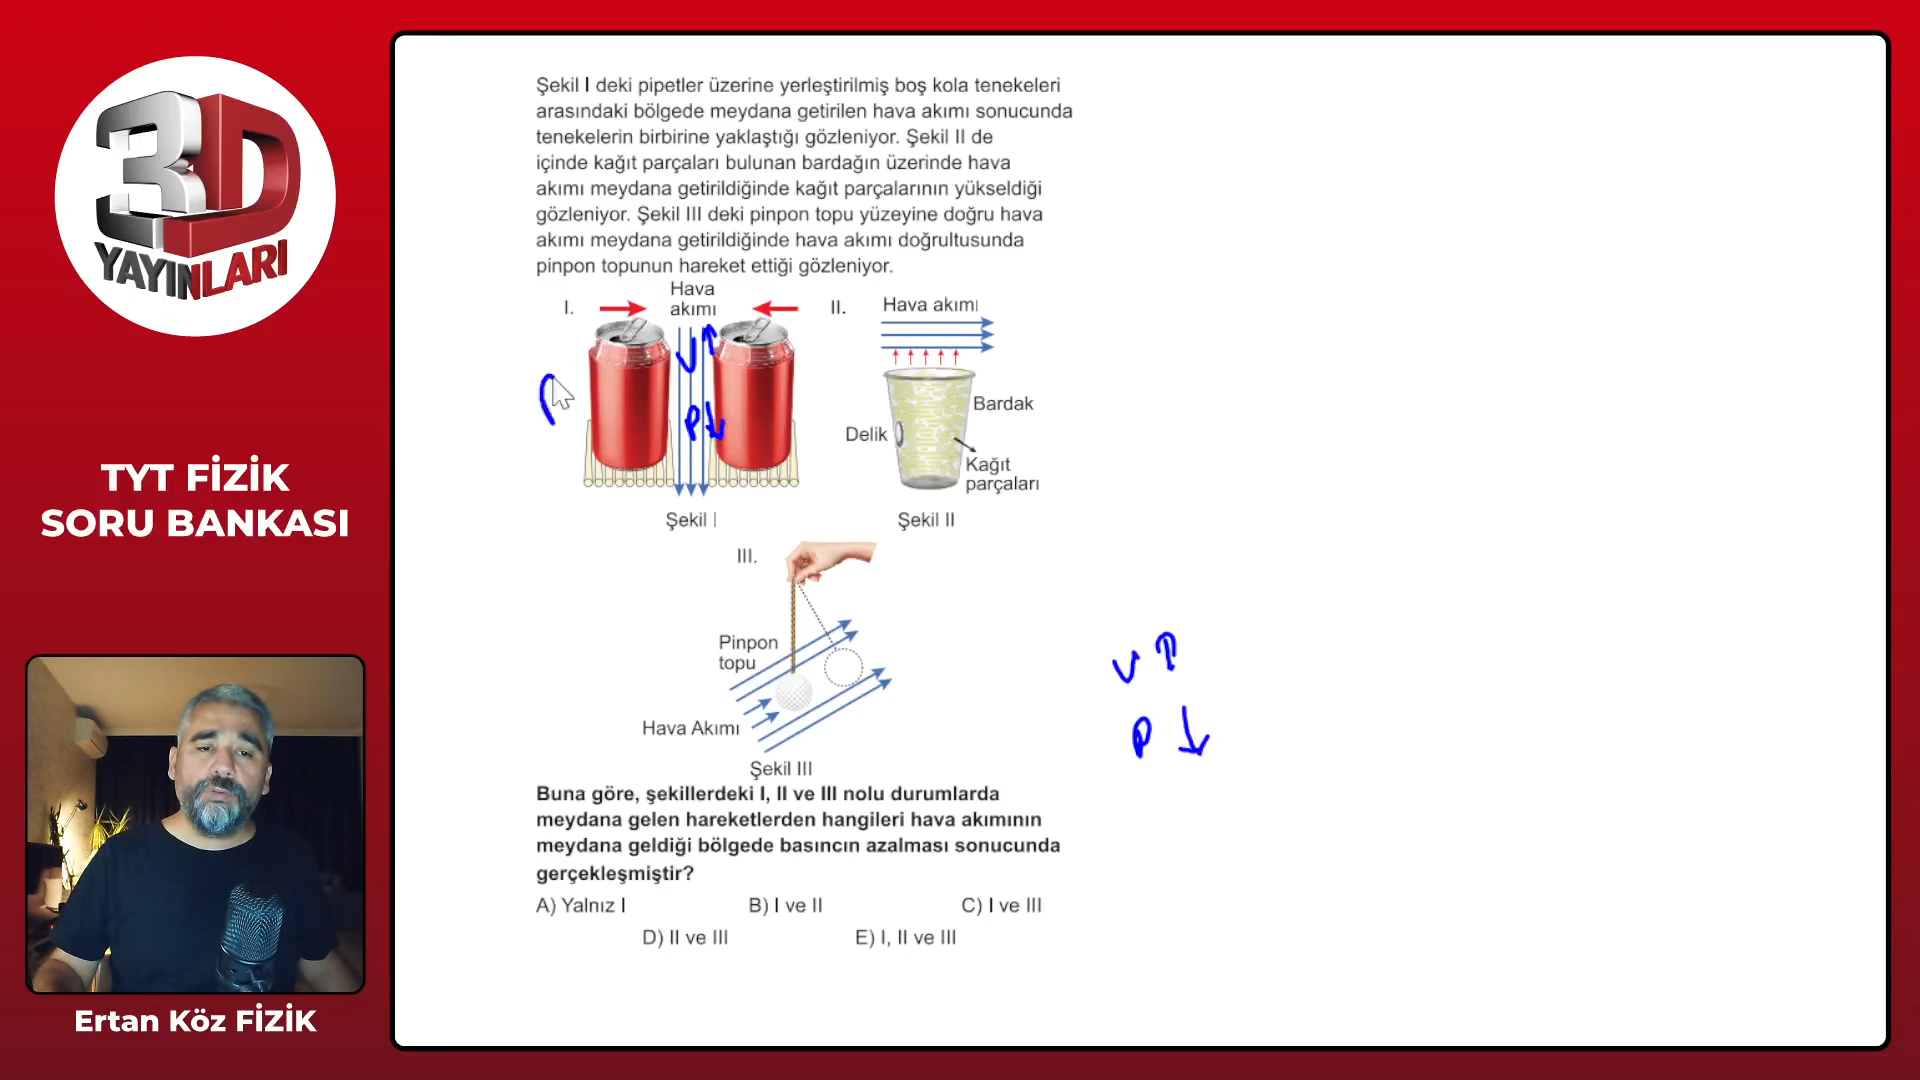 3D
YAYINLARI
TYT FİZİK
SORU BANKASI
Ertan Köz FİZİK
Şekil I deki pipetler üzerine yerleştirilmiş boş kola tenekeleri
arasındaki bölgede meydana getirilen hava akımı sonucunda
tenekelerin birbirine yaklaştığı gözleniyor. Şekil II de
içinde kağıt parçaları bulunan bardağın üzerinde hava
akımı meydana getirildiğinde kağıt parçalarının yükseldiği
gözleniyor. Şekil III deki pinpon topu yüzeyine doğru hava
akımı meydana getirildiğinde hava akımı doğrultusunda
pinpon topunun hareket ettiği gözleniyor.
I.
Hava
akımı
V↑
P↓
Şekil I
II.
Hava akımı
Bardak
Delik
Kağıt
parçaları
Şekil II
III.
Pinpon
topu
Hava Akımı
Şekil III
V↑
P↓
Buna göre, şekillerdeki I, II ve III nolu durumlarda
meydana gelen hareketlerden hangileri hava akımının
meydana geldiği bölgede basıncın azalması sonucunda
gerçekleşmiştir?
A) Yalnız I B) I ve II C) I ve III
D) II ve III E) I, II ve III